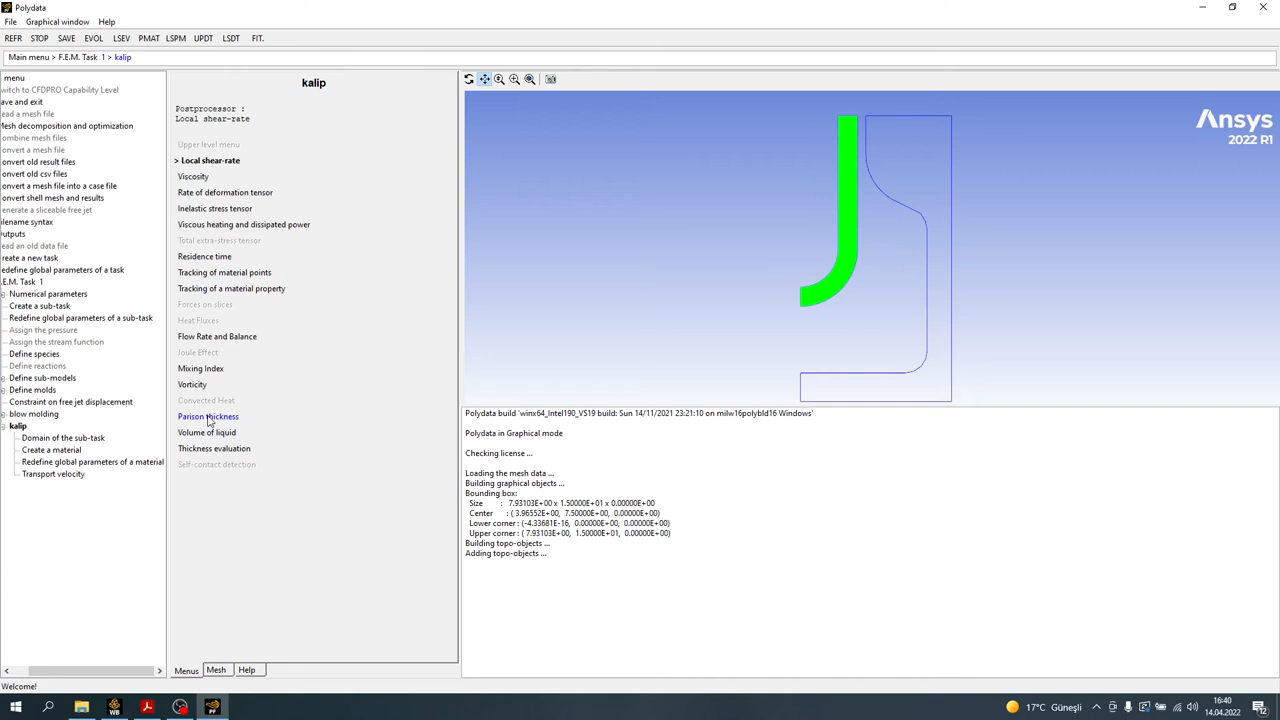 Polydata
File Graphical window Help
REFR STOP SAVE EVOL LSEV PMAT LSPM UPDT LSDT FIT.
Main menu > F.E.M. Task 1 > kalip
menu
witch to CFDPRO Capability Level
ave and exit
ead a mesh file
Mesh decomposition and optimization
ombine mesh files
onvert a mesh file
onvert old result files
onvert old csv files
onvert a mesh file into a case file
onvert shell mesh and results
enerate a sliceable free jet
ilename syntax
utputs
ead an old data file
reate a new task
edefine global parameters of a task
.E.M. Task 1
Numerical parameters
Create a sub-task
Redefine global parameters of a sub-task
Assign the pressure
Assign the stream function
Define species
Define reactions
Define sub-models
Define molds
Constraint on free jet displacement
blow molding
kalip
Domain of the sub-task
Create a material
Redefine global parameters of a material
Transport velocity
kalip
Postprocessor :
Local shear-rate
Upper level menu
> Local shear-rate
Viscosity
Rate of deformation tensor
Inelastic stress tensor
Viscous heating and dissipated power
Total extra-stress tensor
Residence time
Tracking of material points
Tracking of a material property
Forces on slices
Heat Fluxes
Flow Rate and Balance
Joule Effect
Mixing Index
Vorticity
Convected Heat
Parison thickness
Volume of liquid
Thickness evaluation
Self-contact detection
Menus Mesh Help
Ansys
2022 R1
Polydata build 'winx64_Intel190_VS19 build: Sun 14/11/2021 23:21:10 on milw16polybld16 Windows'
Polydata in Graphical mode
Checking license ...
Loading the mesh data ...
Building graphical objects ...
Bounding box:
Size : 7.93103E+00 x 1.50000E+01 x 0.00000E+00
Center : ( 3.96552E+00, 7.50000E+00, 0.00000E+00)
Lower corner : (-4.33681E-16, 0.00000E+00, 0.00000E+00)
Upper corner : ( 7.93103E+00, 1.50000E+01, 0.00000E+00)
Building topo-objects ...
Adding topo-objects ...
Welcome!
WB PF 17°C Güneşli 16:40
14.04.2022
12